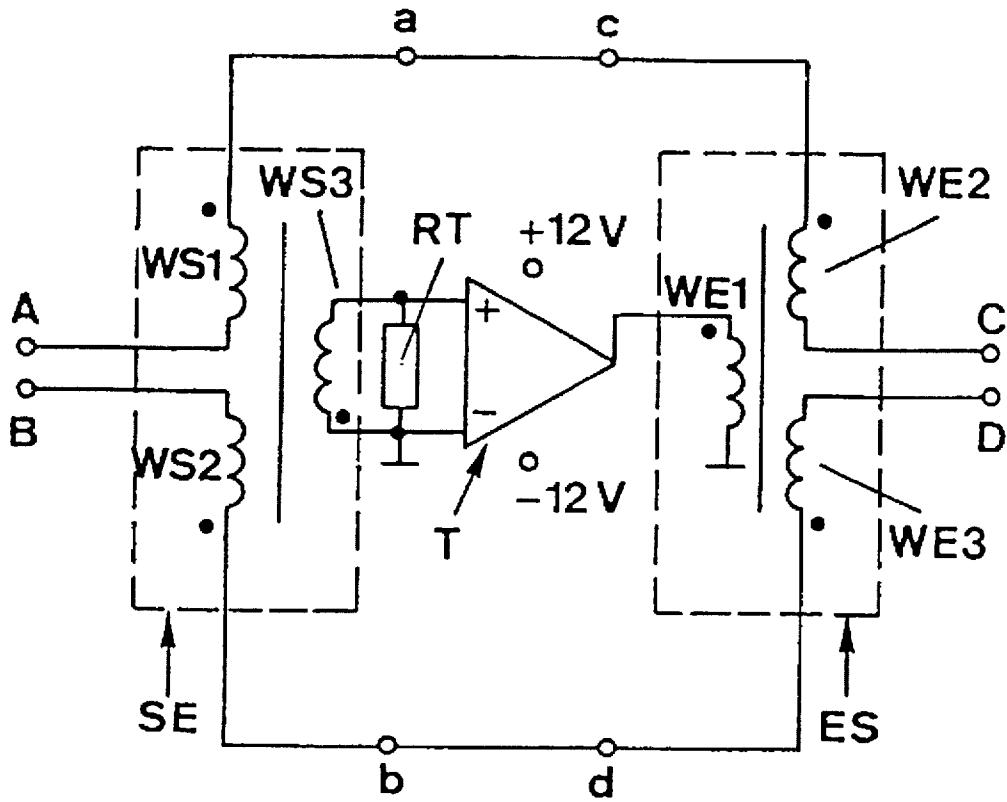 a c
WS3
WE2
WS1
RT
+12V
WE1
A
C
+
B
−
D
WS2
−12V
T
WE3
SE
ES
b d